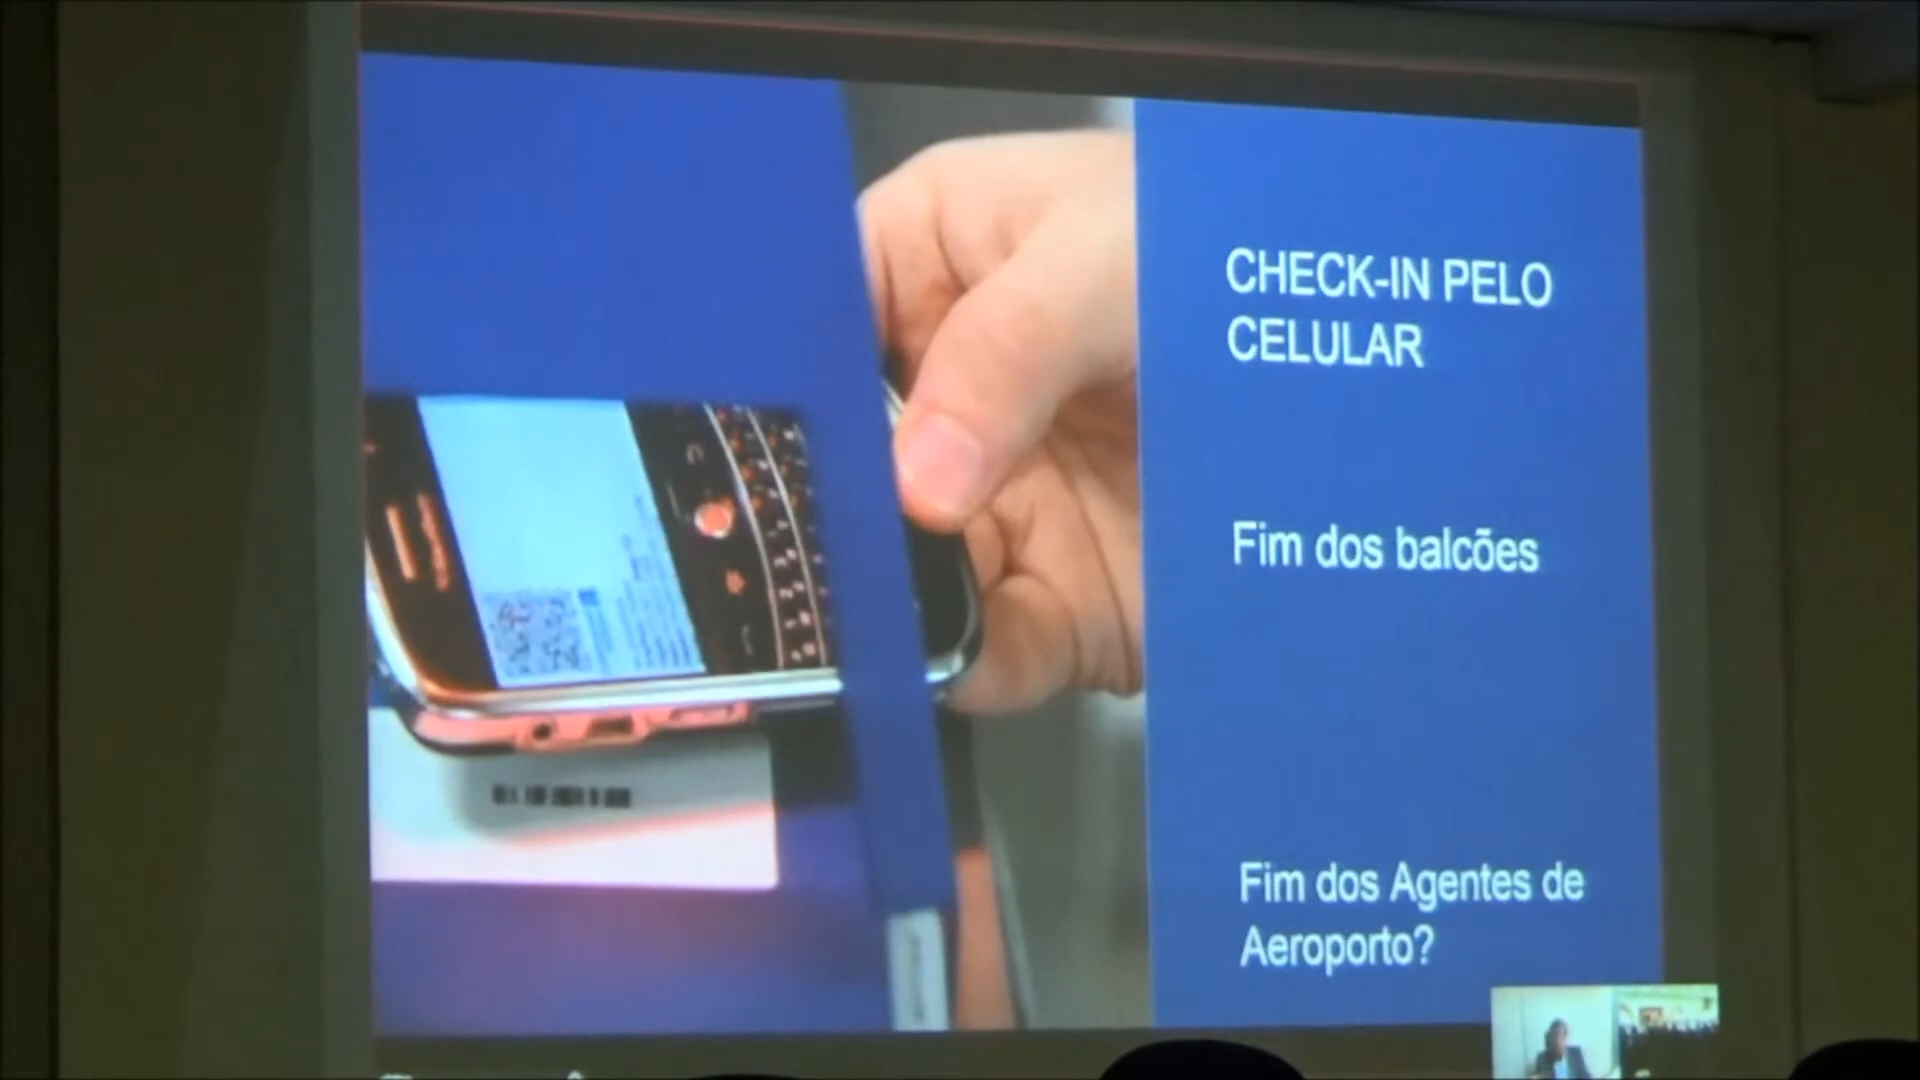 CHECK-IN PELO
CELULAR
Fim dos balcões
Fim dos Agentes de
Aeroporto?